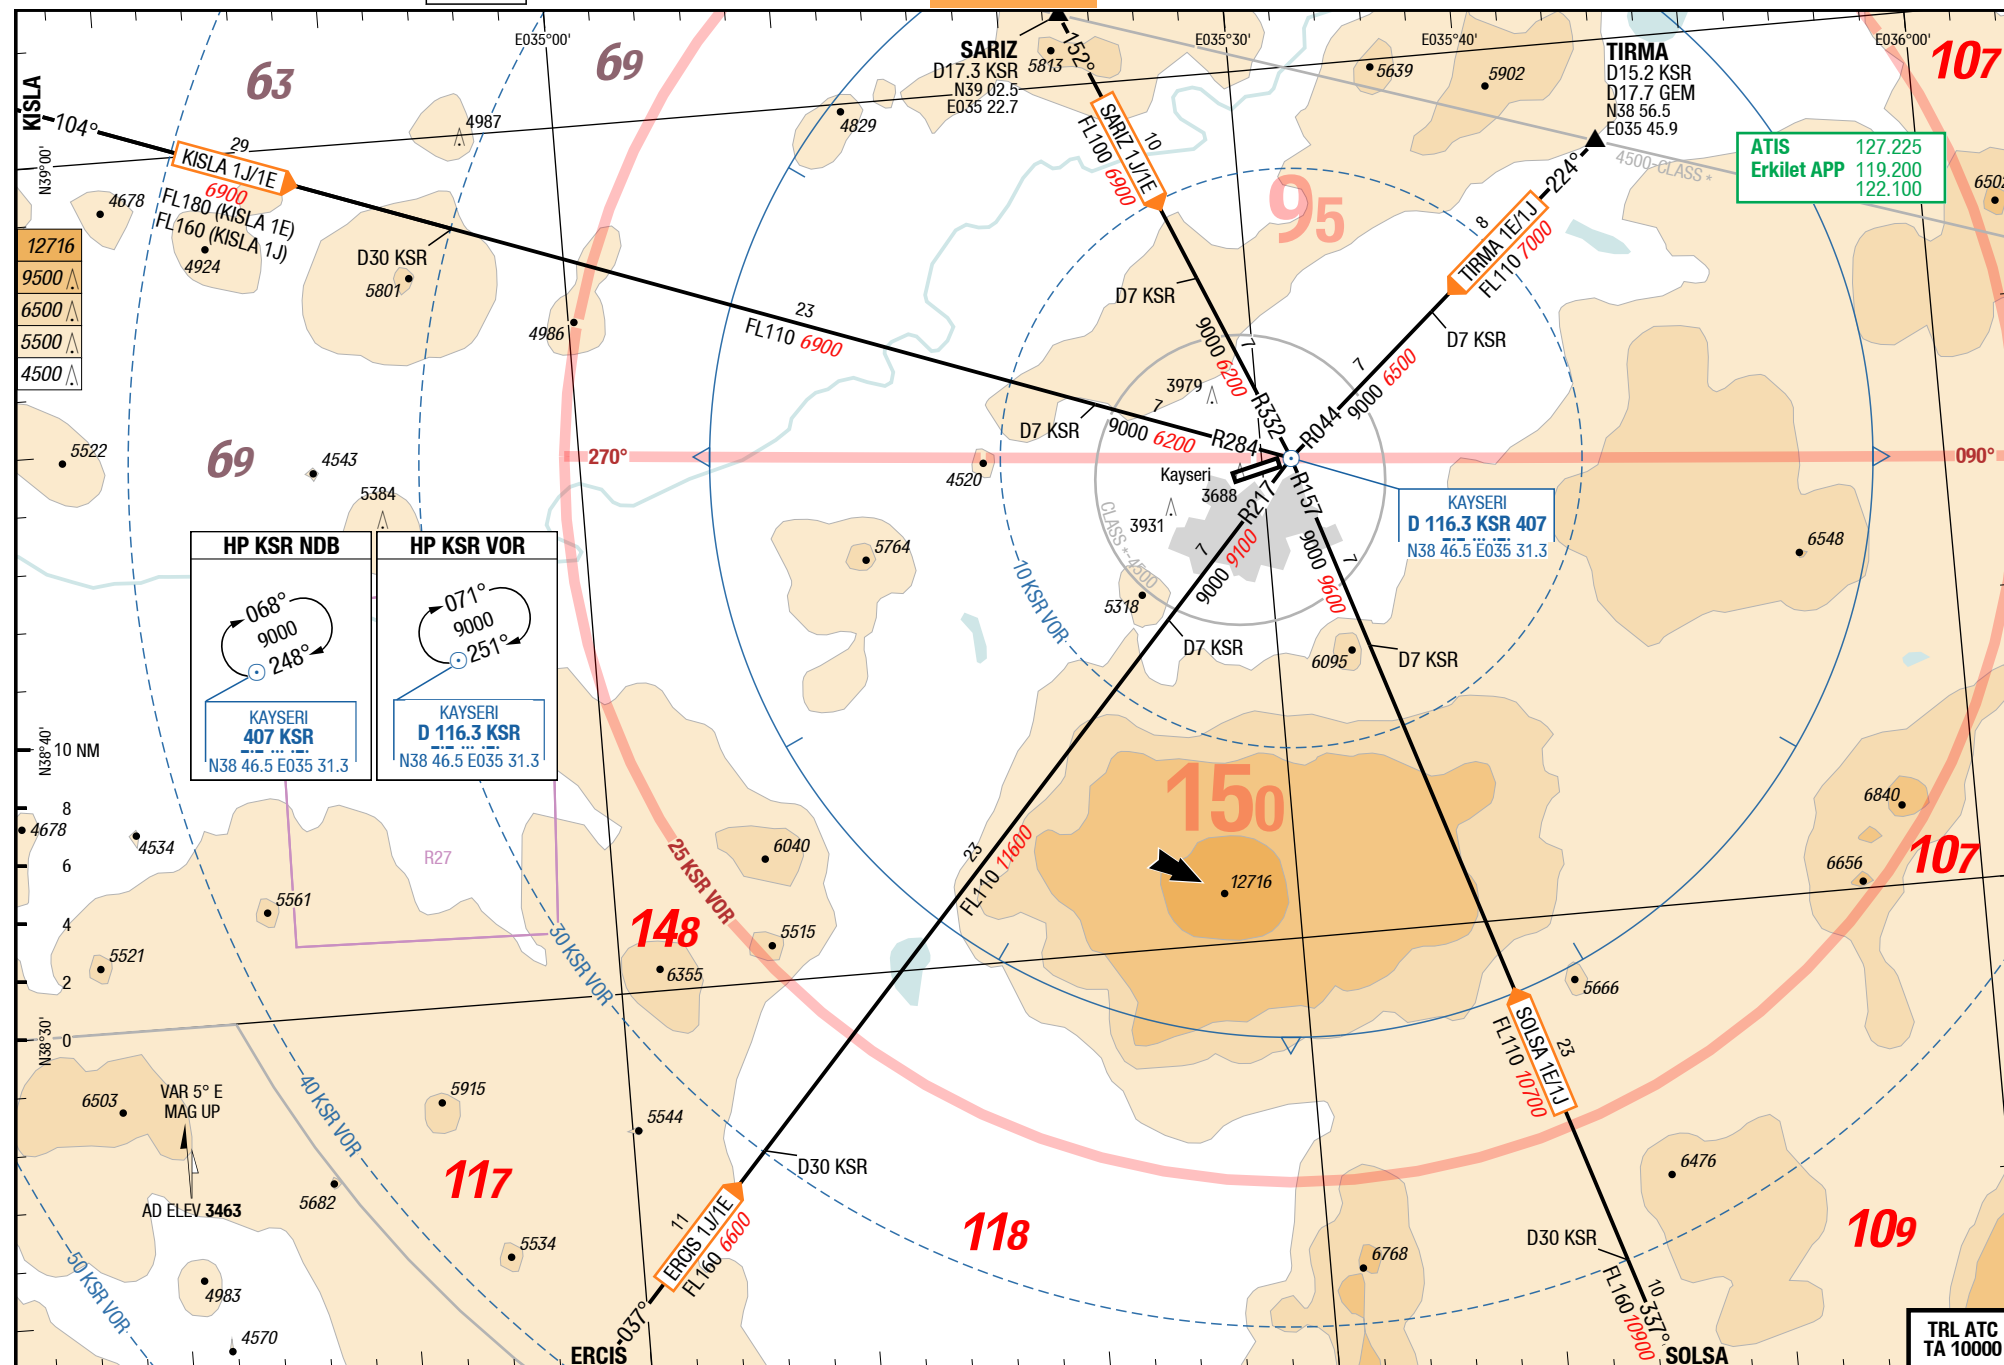 E035°00'
E035°30'
E035°40'
E036°00'
63
69
107
SARIZ
D17.3 KSR
N39 02.5
E035 22.7
5813
152°
5639
5902
TIRMA
D15.2 KSR
D17.7 GEM
N38 56.5
E035 45.9
KISLA
104°
29
KISLA 1J/1E
6900
FL180 (KISLA 1E)
FL160 (KISLA 1J)
4987
4829
10
SARIZ 1J/1E
FL100 6900
4500-CLASS *
ATIS 127.225
Erkilet APP 119.200
122.100
6502
N39°00'
4678
4924
D30 KSR
5801
95
224°
8
TIRMA 1E/1J
FL110 7000
12716
9500
6500
5500
4500
4986
23
FL110 6900
D7 KSR
9000 6200
7
D7 KSR
7
9000 6500
3979
D7 KSR
7
9000 6200
R284
R332
R044
5522
69
4543
270°
090°
4520
Kayseri
3688
3931
R217
R157
KAYSERI
D 116.3 KSR 407
N38 46.5 E035 31.3
5384
CLASS *-4500
5764
6548
HP KSR NDB
068°
9000
248°
KAYSERI
407 KSR
N38 46.5 E035 31.3
HP KSR VOR
071°
9000
251°
KAYSERI
D 116.3 KSR
N38 46.5 E035 31.3
10 KSR VOR
5318
7
9000 9100
D7 KSR
7
9000 9600
6095
D7 KSR
N38°40'
10 NM
8
6
4
2
0
4678
4534
R27
150
12716
6840
6656
107
6040
25 KSR VOR
23
FL110 11600
5561
148
5515
5521
30 KSR VOR
6355
5666
N38°30'
SOLSA 1E/1J
23
FL110 10700
6503
VAR 5° E
MAG UP
AD ELEV 3463
40 KSR VOR
5915
5544
5682
117
D30 KSR
11
ERCIS 1J/1E
FL160 6600
118
6476
109
D30 KSR
5534
6768
50 KSR VOR
4983
4570
037°
ERCIS
10
FL160 10900
337°
SOLSA
TRL ATC
TA 10000